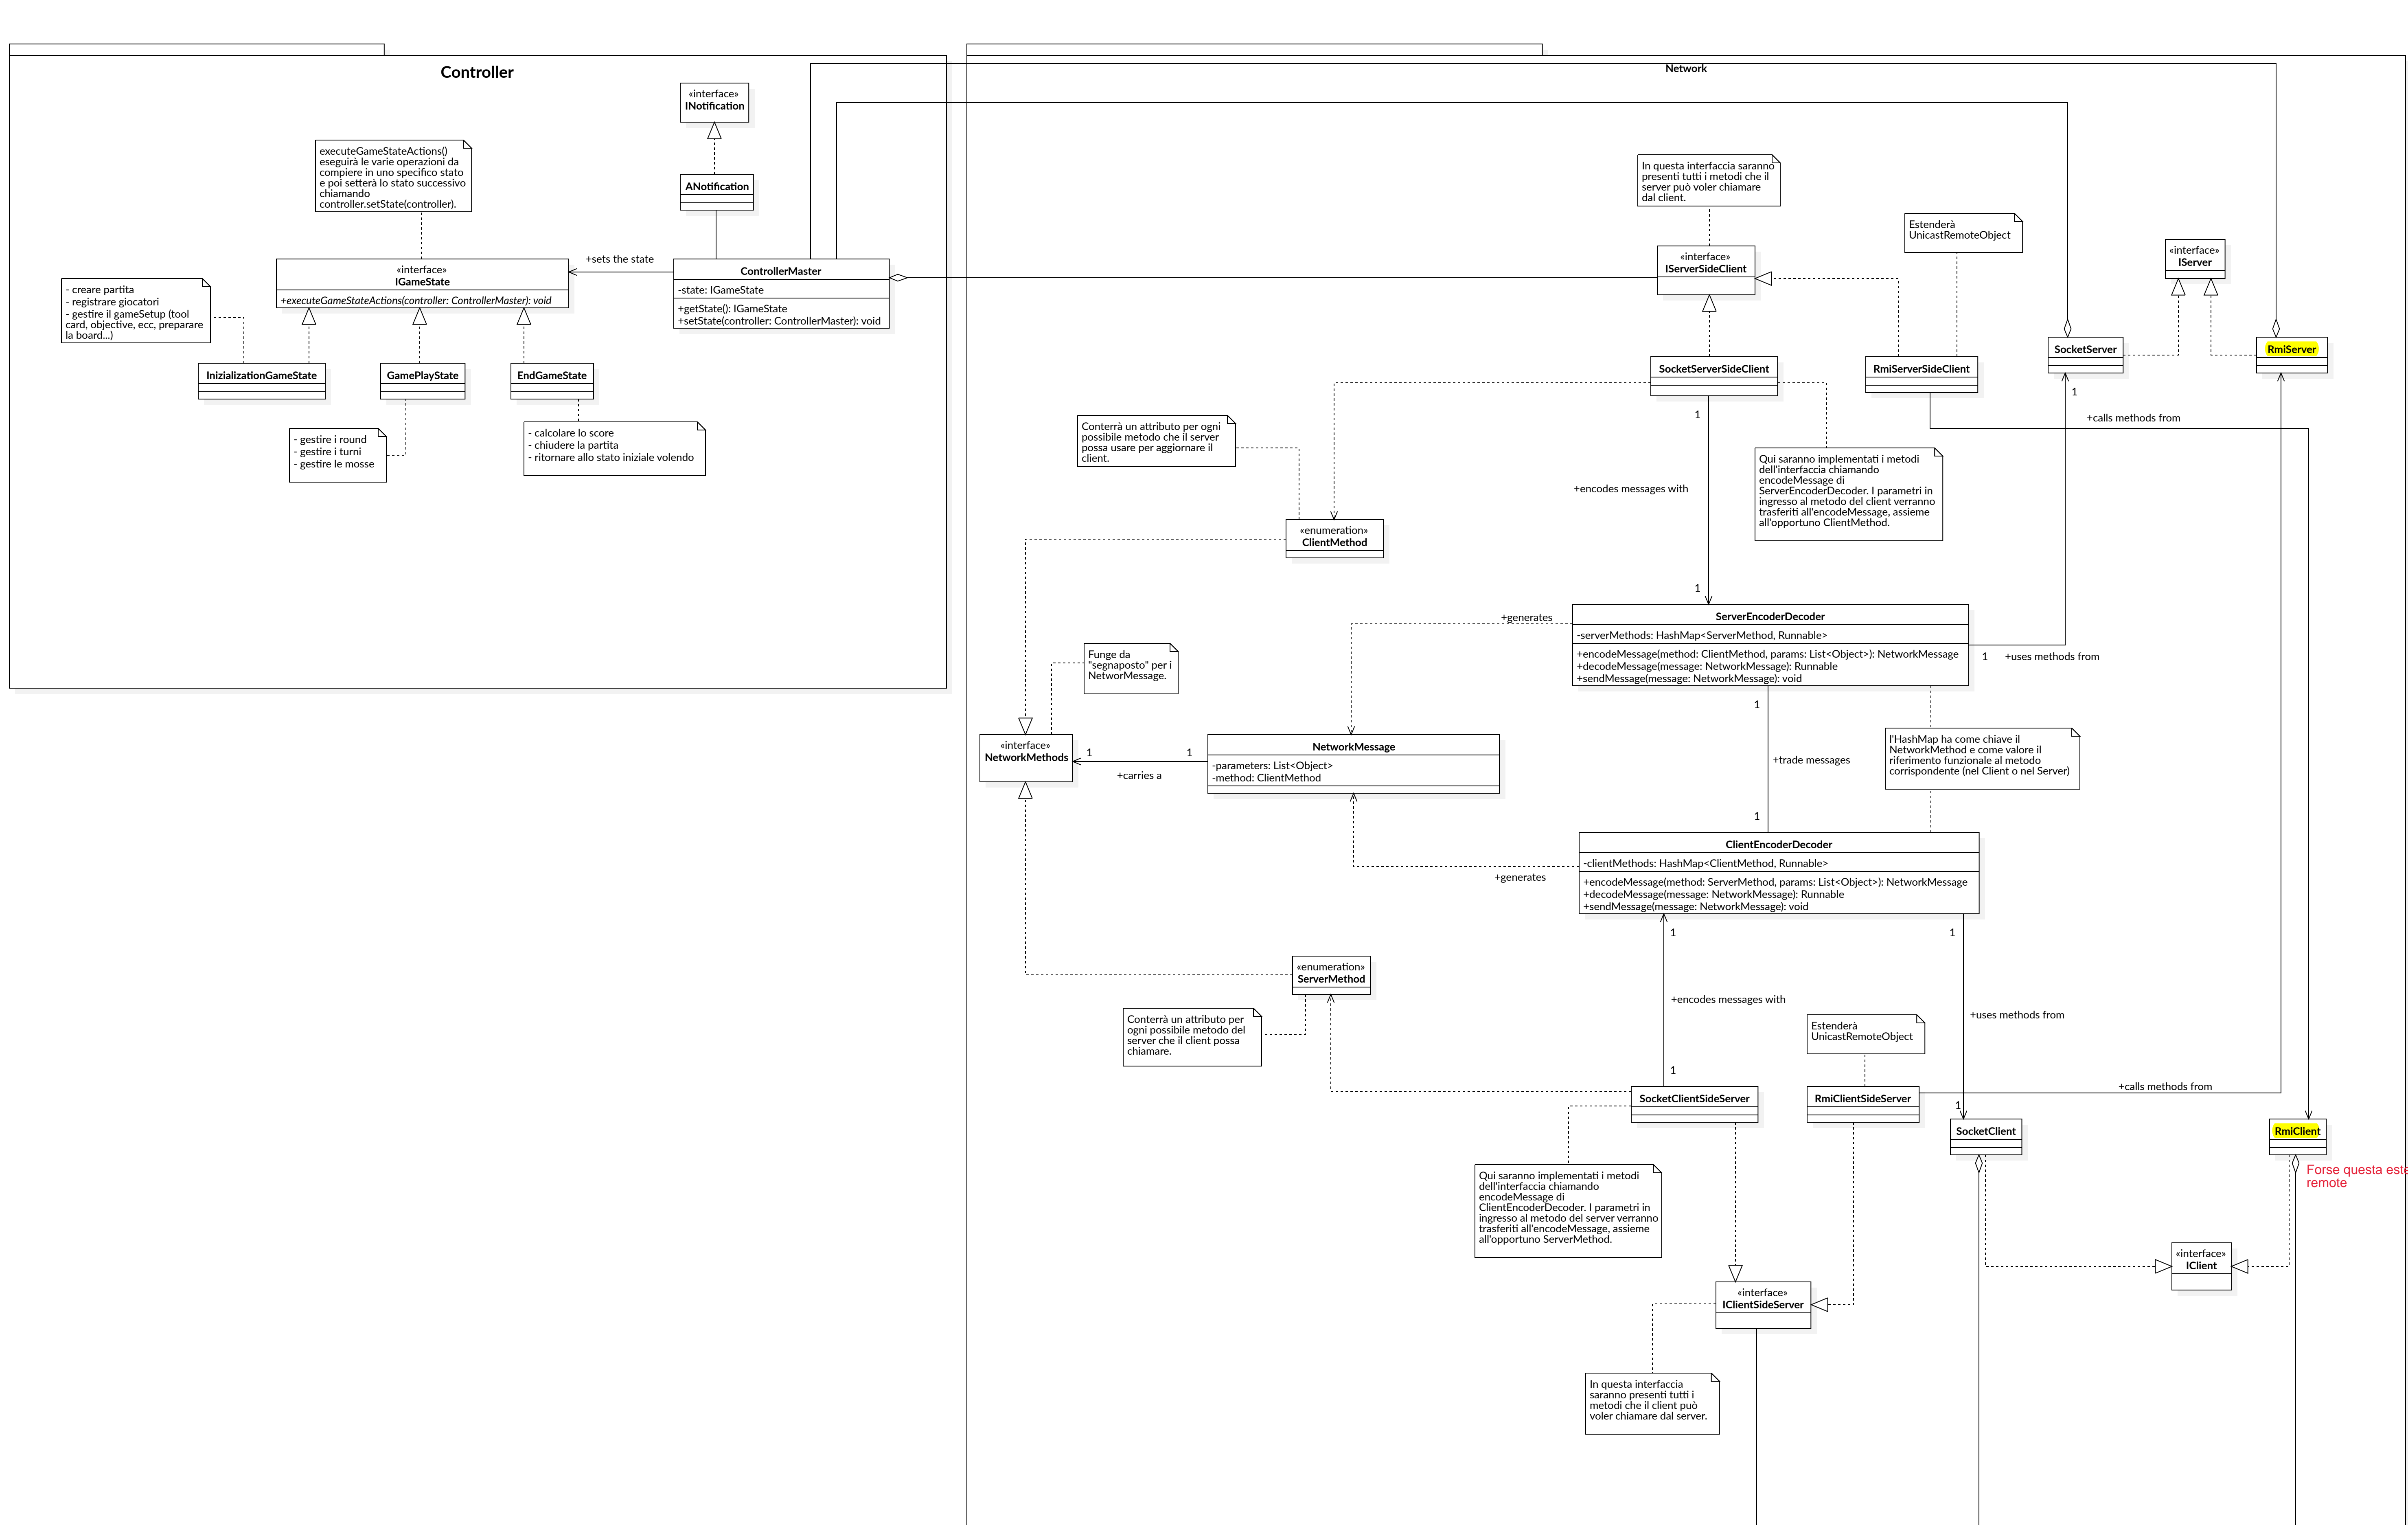 Controller
«interface»
INotification
ANotification
executeGameStateActions()
eseguirà le varie operazioni da
compiere in uno specifico stato
e poi setterà lo stato successivo
chiamando
controller.setState(controller).
+sets the state
«interface»
IGameState
+executeGameStateActions(controller: ControllerMaster): void
ControllerMaster
-state: IGameState
+getState(): IGameState
+setState(controller: ControllerMaster): void
- creare partita
- registrare giocatori
- gestire il gameSetup (tool
card, objective, ecc, preparare
la board...)
InizializationGameState
GamePlayState
EndGameState
- gestire i round
- gestire i turni
- gestire le mosse
- calcolare lo score
- chiudere la partita
- ritornare allo stato iniziale volendo
Network
In questa interfaccia saranno
presenti tutti i metodi che il
server può voler chiamare
dal client.
Estenderà
UnicastRemoteObject
«interface»
IServerSideClient
«interface»
IServer
SocketServer
RmiServer
SocketServerSideClient
RmiServerSideClient
1
1
+calls methods from
Conterrà un attributo per ogni
possibile metodo che il server
possa usare per aggiornare il
client.
Qui saranno implementati i metodi
dell'interfaccia chiamando
encodeMessage di
ServerEncoderDecoder. I parametri in
ingresso al metodo del client verranno
trasferiti all'encodeMessage, assieme
all'opportuno ClientMethod.
+encodes messages with
«enumeration»
ClientMethod
1
+generates
ServerEncoderDecoder
-serverMethods: HashMap<ServerMethod, Runnable>
+encodeMessage(method: ClientMethod, params: List<Object>): NetworkMessage
+decodeMessage(message: NetworkMessage): Runnable
+sendMessage(message: NetworkMessage): void
1
+uses methods from
Funge da
"segnaposto" per i
NetworMessage.
1
«interface»
NetworkMethods
1
1
+carries a
NetworkMessage
-parameters: List<Object>
-method: ClientMethod
+trade messages
l'HashMap ha come chiave il
NetworkMethod e come valore il
riferimento funzionale al metodo
corrispondente (nel Client o nel Server)
1
ClientEncoderDecoder
-clientMethods: HashMap<ClientMethod, Runnable>
+encodeMessage(method: ServerMethod, params: List<Object>): NetworkMessage
+decodeMessage(message: NetworkMessage): Runnable
+sendMessage(message: NetworkMessage): void
+generates
1
1
«enumeration»
ServerMethod
+encodes messages with
+uses methods from
Conterrà un attributo per
ogni possibile metodo del
server che il client possa
chiamare.
Estenderà
UnicastRemoteObject
1
+calls methods from
SocketClientSideServer
RmiClientSideServer
1
SocketClient
RmiClient
Forse questa este
remote
Qui saranno implementati i metodi
dell'interfaccia chiamando
encodeMessage di
ClientEncoderDecoder. I parametri in
ingresso al metodo del server verranno
trasferiti all'encodeMessage, assieme
all'opportuno ServerMethod.
«interface»
IClient
«interface»
IClientSideServer
In questa interfaccia
saranno presenti tutti i
metodi che il client può
voler chiamare dal server.